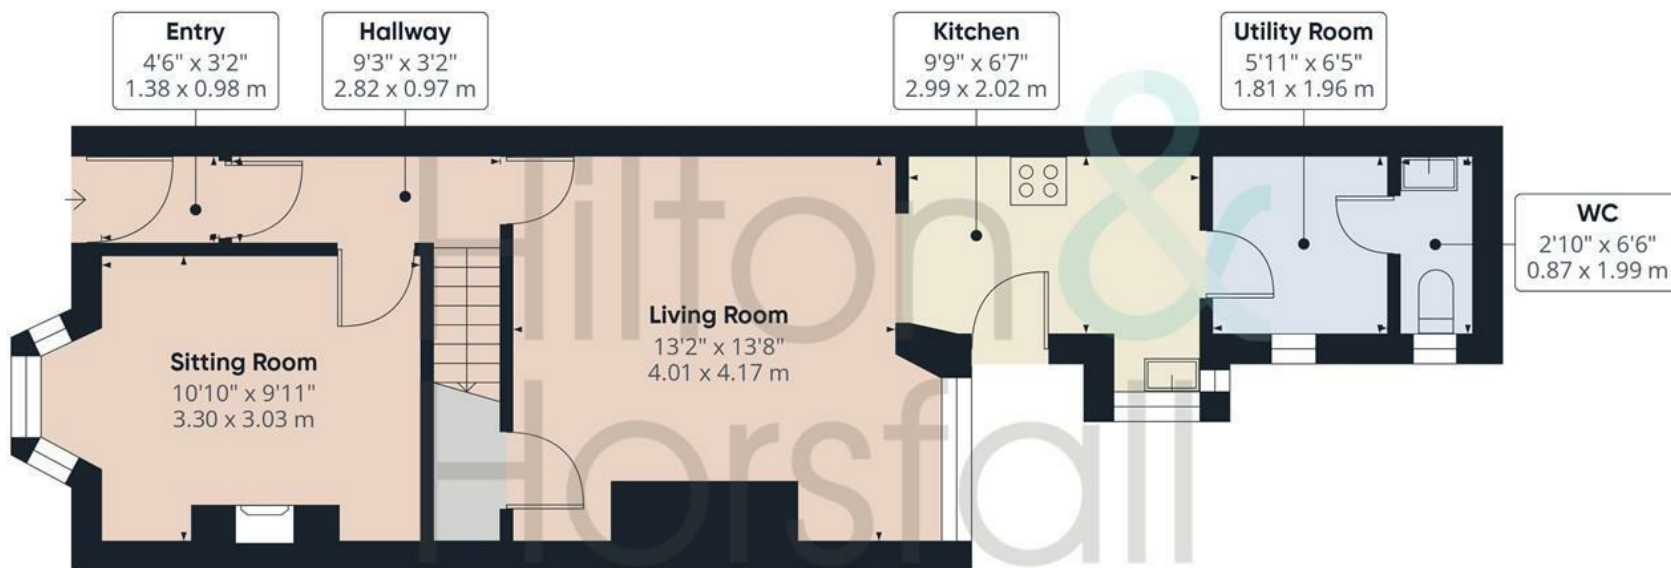 Entry
4'6" x 3'2"
1.38 x 0.98 m
Hallway
9'3" x 3'2"
2.82 x 0.97 m
Kitchen
9'9" x 6'7"
2.99 x 2.02 m
Utility Room
5'11" x 6'5"
1.81 x 1.96 m
WC
2'10" x 6'6"
0.87 x 1.99 m
Living Room
13'2" x 13'8"
4.01 x 4.17 m
Sitting Room
10'10" x 9'11"
3.30 x 3.03 m
Hilton &
Horsfall